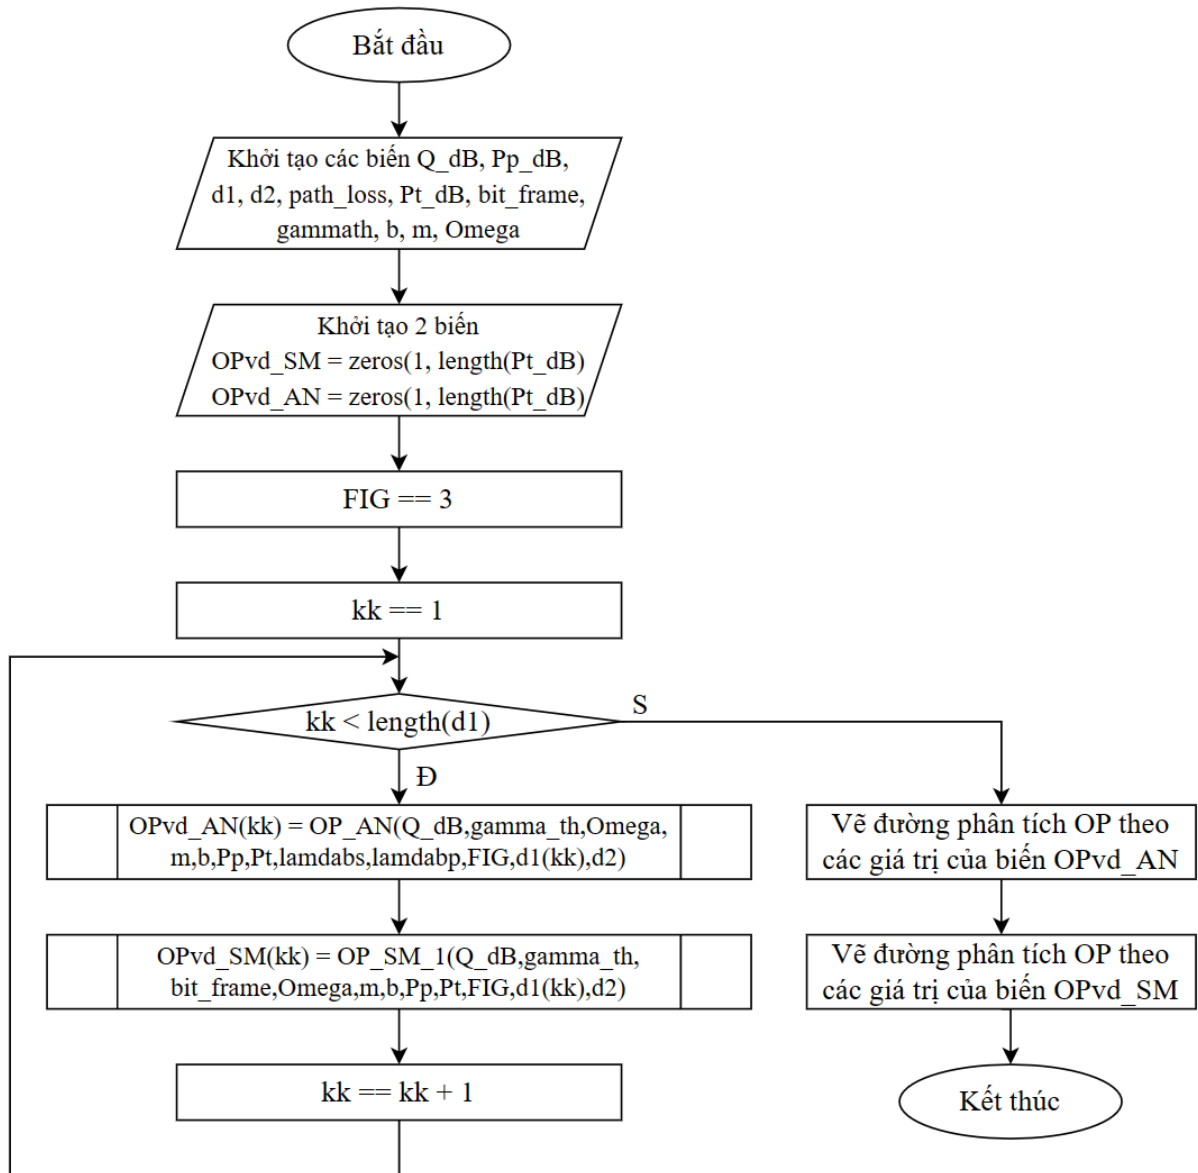 Bắt đầu
Khởi tạo các biến Q_dB, Pp_dB,
d1, d2, path_loss, Pt_dB, bit_frame,
gammath, b, m, Omega
Khởi tạo 2 biến
OPvd_SM = zeros(1, length(Pt_dB)
OPvd_AN = zeros(1, length(Pt_dB)
FIG == 3
kk == 1
kk < length(d1)
S
Đ
OPvd_AN(kk) = OP_AN(Q_dB,gamma_th,Omega,
m,b,Pp,Pt,lamdabs,lamdabp,FIG,d1(kk),d2)
OPvd_SM(kk) = OP_SM_1(Q_dB,gamma_th,
bit_frame,Omega,m,b,Pp,Pt,FIG,d1(kk),d2)
kk == kk + 1
Vẽ đường phân tích OP theo
các giá trị của biến OPvd_AN
Vẽ đường phân tích OP theo
các giá trị của biến OPvd_SM
Kết thúc